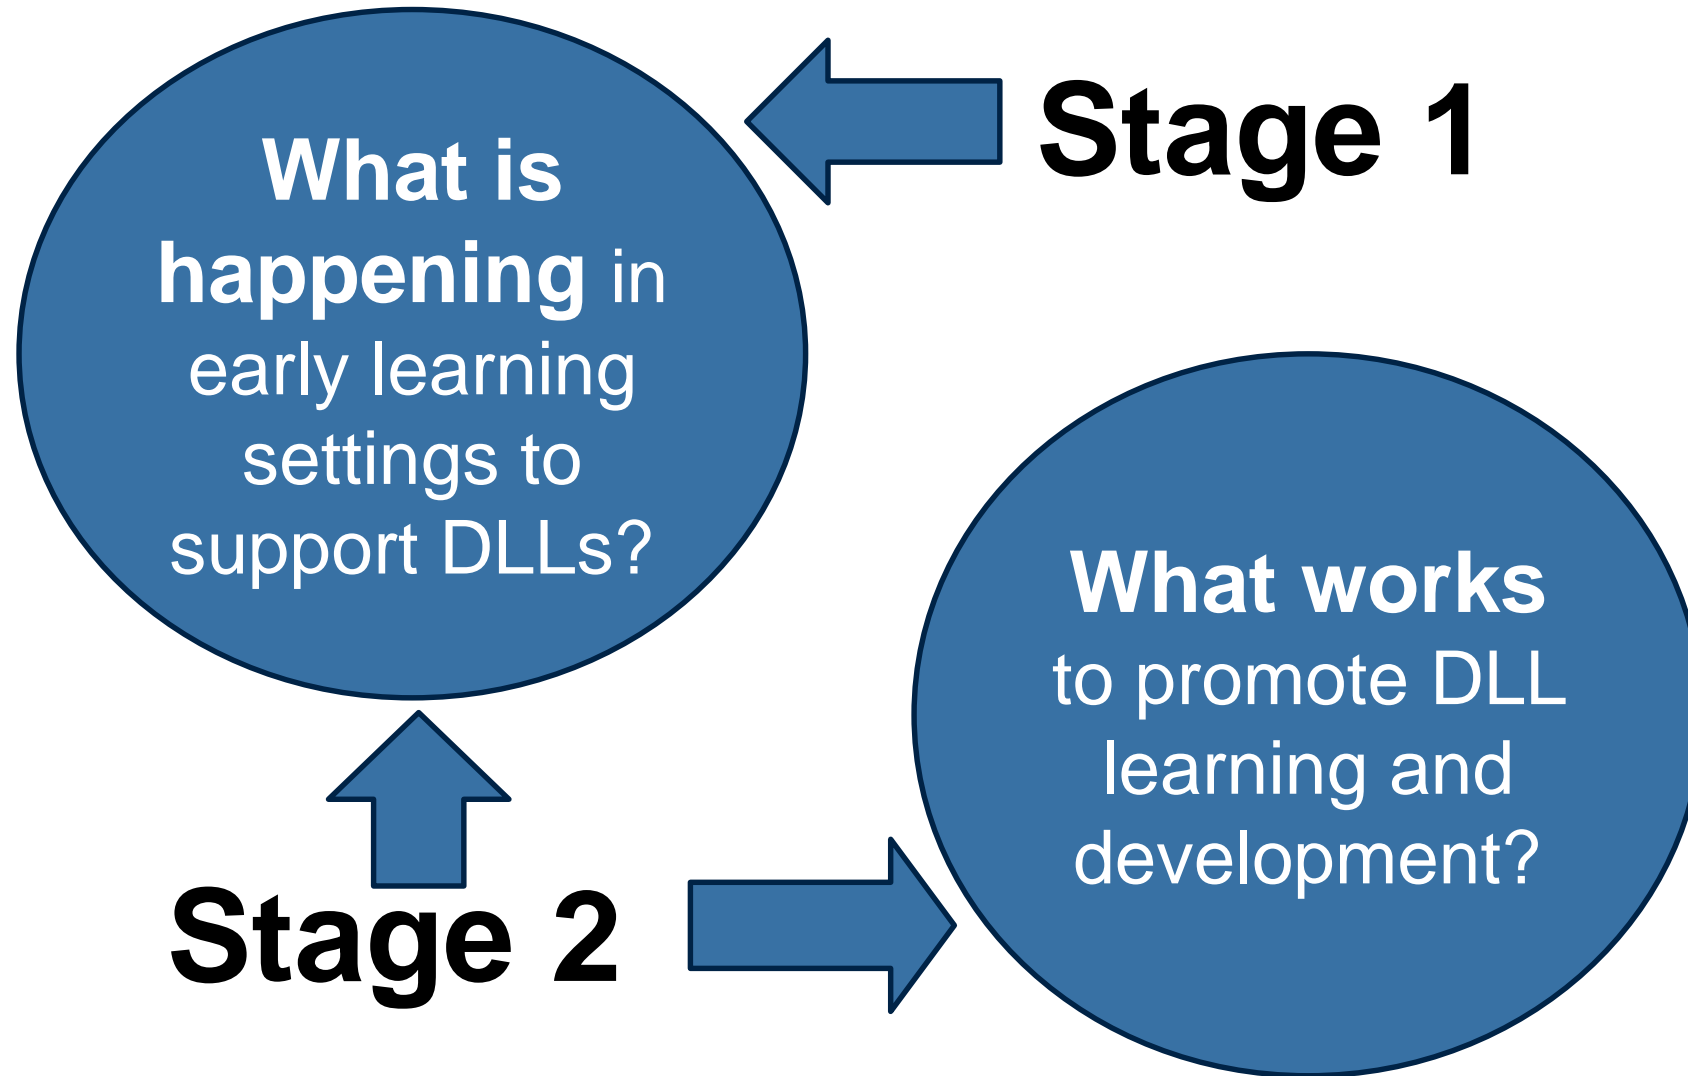 What is
happening in
early learning
settings to
support DLLs?
Stage 1
What works
to promote DLL
learning and
development?
Stage 2